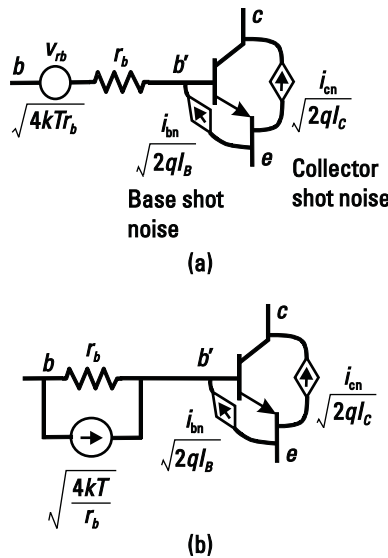 c
v_rb
b
r_b
b′
√4kTr_b
i_bn
√2qI_B
i_cn
√2qI_C
e
Base shot
noise
Collector
shot noise
(a)
c
b
r_b
b′
i_cn
√2qI_C
i_bn
√2qI_B
e
√4kT/r_b
(b)